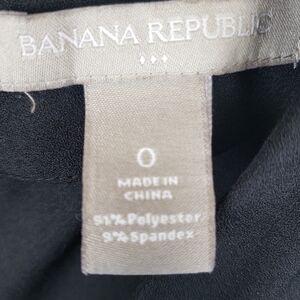 BANANA REPUBLIC
0
MADE IN
CHINA
91% Polyester
9% Spandex